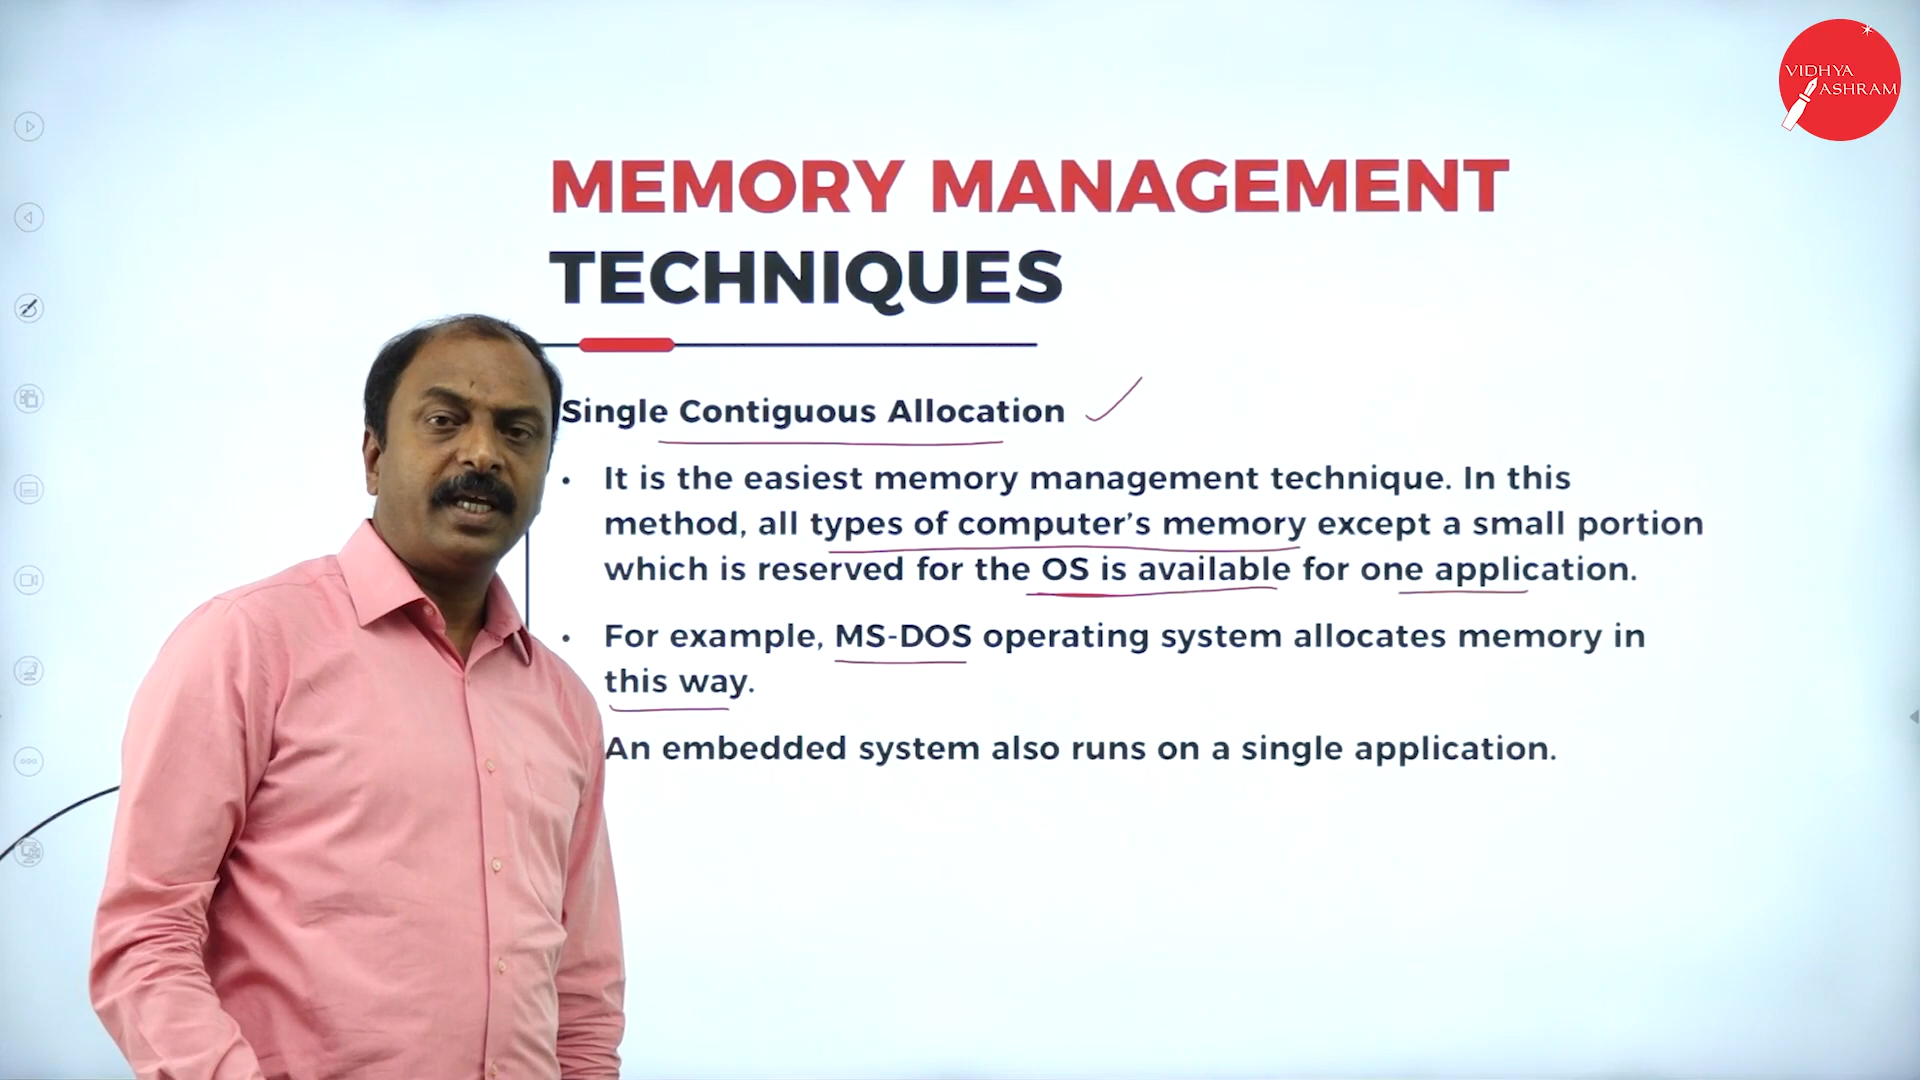 VIDHYA
ASHRAM
MEMORY MANAGEMENT
TECHNIQUES
Single Contiguous Allocation
• It is the easiest memory management technique. In this
method, all types of computer's memory except a small portion
which is reserved for the OS is available for one application.
• For example, MS-DOS operating system allocates memory in
this way.
An embedded system also runs on a single application.